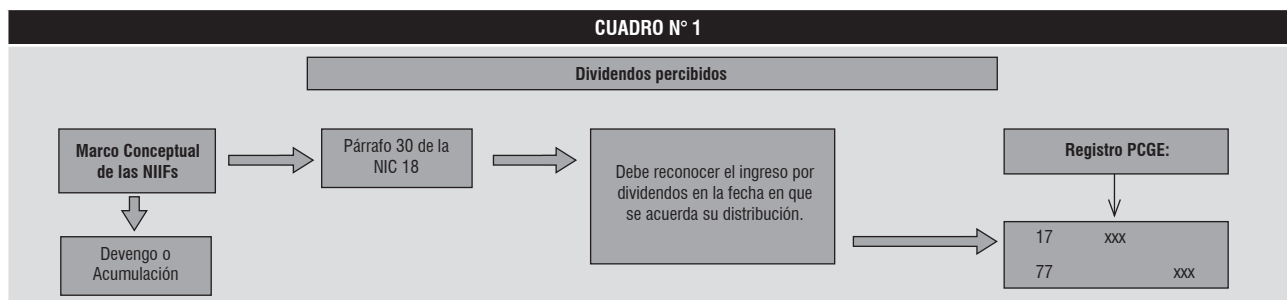 CUADRO N° 1
Dividendos percibidos
Marco Conceptual
de las NIIFs
Devengo o
Acumulación
Párrafo 30 de la
NIC 18
Debe reconocer el ingreso por
dividendos en la fecha en que
se acuerda su distribución.
Registro PCGE:
17 xxx
77 xxx